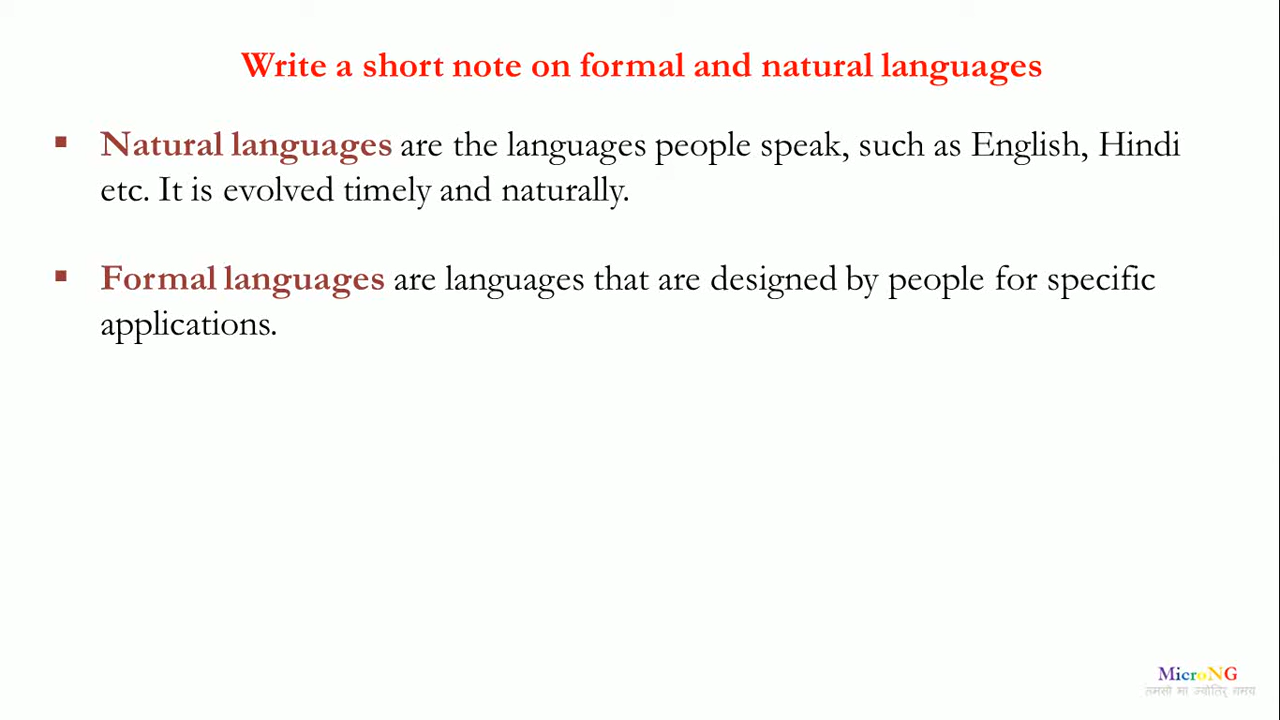 Write a short note on formal and natural languages
▪ Natural languages are the languages people speak, such as English, Hindi
etc. It is evolved timely and naturally.
▪ Formal languages are languages that are designed by people for specific
applications.
MicroNG
तमसो मा ज्योतिर् गमय